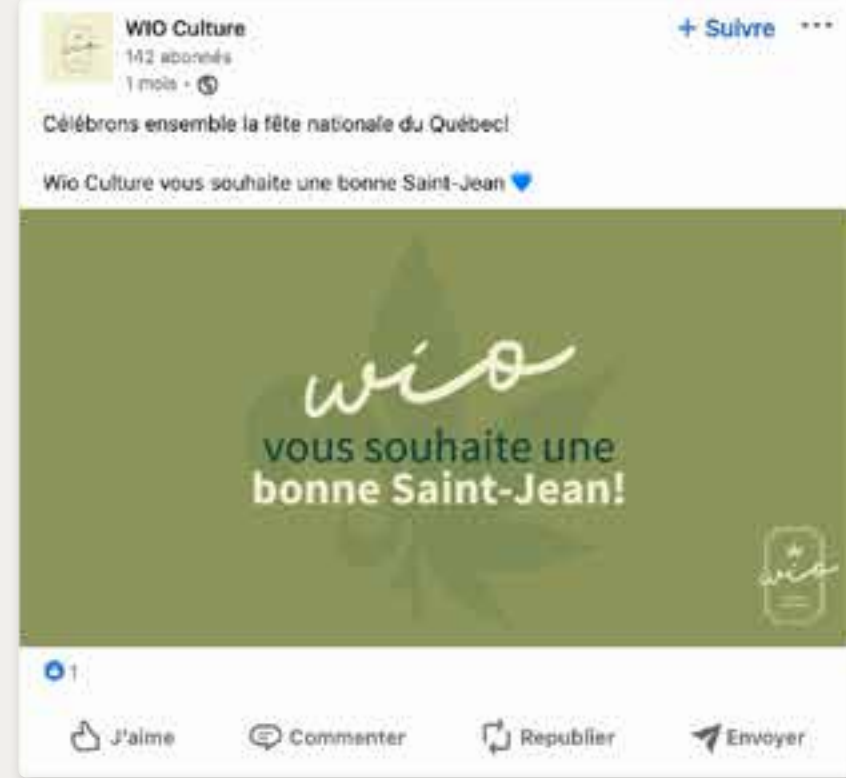 WIO Culture
+ Suivre
142 abonnés
1 mois
Célébrons ensemble la fête nationale du Québec!
Wio Culture vous souhaite une bonne Saint-Jean 💙
wio
vous souhaite une
bonne Saint-Jean!
wio
1
J'aime
Commenter
Republier
Envoyer